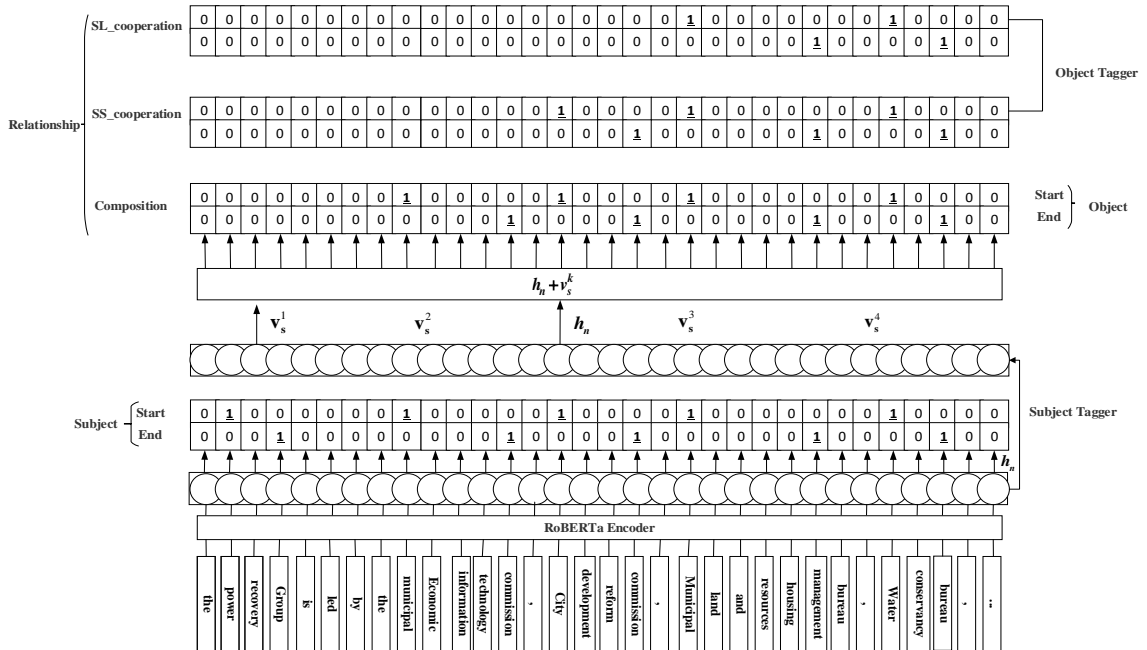 SL_cooperation 0 0 0 0 0 0 0 0 0 0 0 0 0 0 0 0 0 0 0 1 0 0 0 0 0 0 0 1 0 0 0 0
0 0 0 0 0 0 0 0 0 0 0 0 0 0 0 0 0 0 0 0 0 0 0 0 1 0 0 0 0 1 0 0
Object Tagger
Relationship
SS_cooperation 0 0 0 0 0 0 0 0 0 0 0 0 0 0 1 0 0 0 0 1 0 0 0 0 0 0 0 1 0 0 0 0
0 0 0 0 0 0 0 0 0 0 0 0 0 0 0 0 0 1 0 0 0 0 0 0 1 0 0 0 0 1 0 0
Composition 0 0 0 0 0 0 0 0 1 0 0 0 0 0 1 0 0 0 0 1 0 0 0 0 0 0 0 1 0 0 0 0 Start
0 0 0 0 0 0 0 0 0 0 0 0 1 0 0 0 0 1 0 0 0 0 0 0 1 0 0 0 0 1 0 0 End
Object
h_n + v_s^k
v_s^1 v_s^2 h_n v_s^3 v_s^4
Subject
Start 0 1 0 0 0 0 0 0 1 0 0 0 0 0 1 0 0 0 0 1 0 0 0 0 0 0 0 1 0 0 0 0
End 0 0 0 1 0 0 0 0 0 0 0 0 1 0 0 0 0 1 0 0 0 0 0 0 1 0 0 0 0 1 0 0
Subject Tagger
h_n
RoBERTa Encoder
the
power
recovery
Group
is
led
by
the
municipal
Economic
information
technology
commission
,
City
development
reform
commission
,
Municipal
land
and
resources
housing
management
bureau
,
Water
conservancy
bureau
,
...